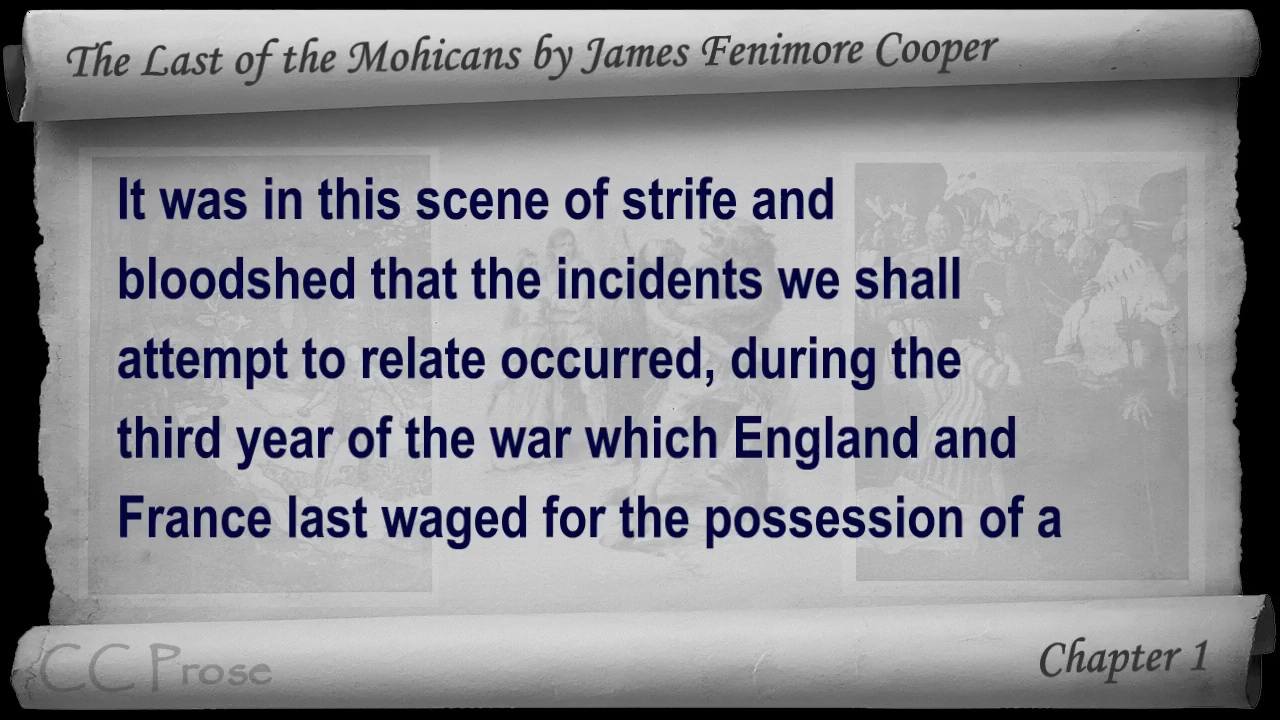 The Last of the Mohicans by James Fenimore Cooper
It was in this scene of strife and
bloodshed that the incidents we shall
attempt to relate occurred, during the
third year of the war which England and
France last waged for the possession of a
CC Prose
Chapter 1